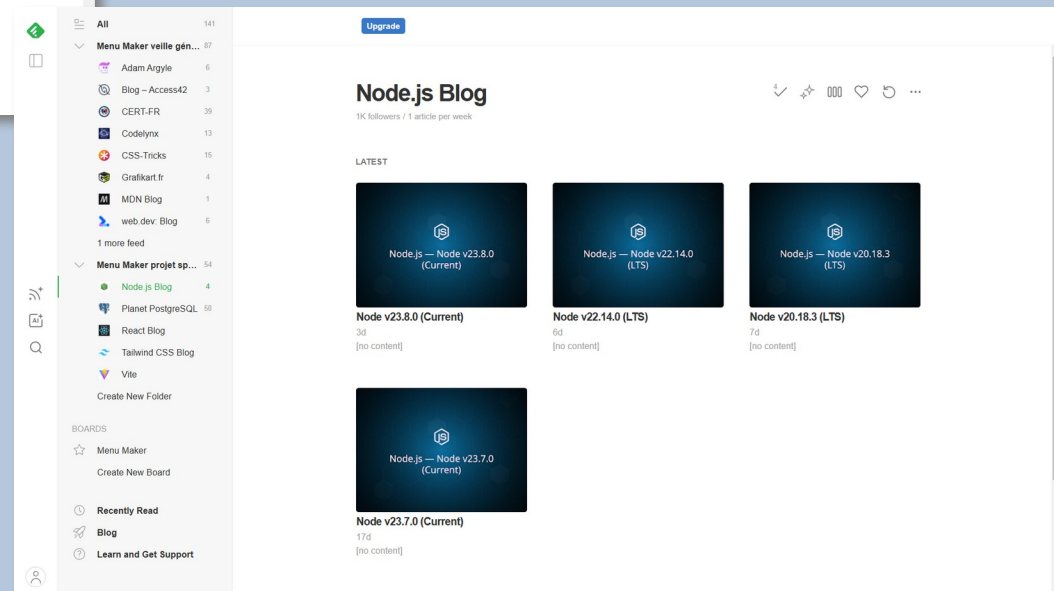 All 141
Menu Maker veille gén... 87
Adam Argyle 6
Blog – Access42 3
CERT-FR 39
Codelynx 13
CSS-Tricks 15
Grafikart.fr 4
MDN Blog 1
web.dev: Blog 6
1 more feed
Menu Maker projet sp... 54
Node.js Blog 4
Planet PostgreSQL 50
React Blog
Tailwind CSS Blog
Vite
Create New Folder
BOARDS
Menu Maker
Create New Board
Recently Read
Blog
Learn and Get Support
AI
Upgrade
Node.js Blog
4
1K followers / 1 article per week
LATEST
JS
Node.js — Node v23.8.0
(Current)
Node v23.8.0 (Current)
3d
[no content]
JS
Node.js — Node v22.14.0
(LTS)
Node v22.14.0 (LTS)
6d
[no content]
JS
Node.js — Node v20.18.3
(LTS)
Node v20.18.3 (LTS)
7d
[no content]
JS
Node.js — Node v23.7.0
(Current)
Node v23.7.0 (Current)
17d
[no content]